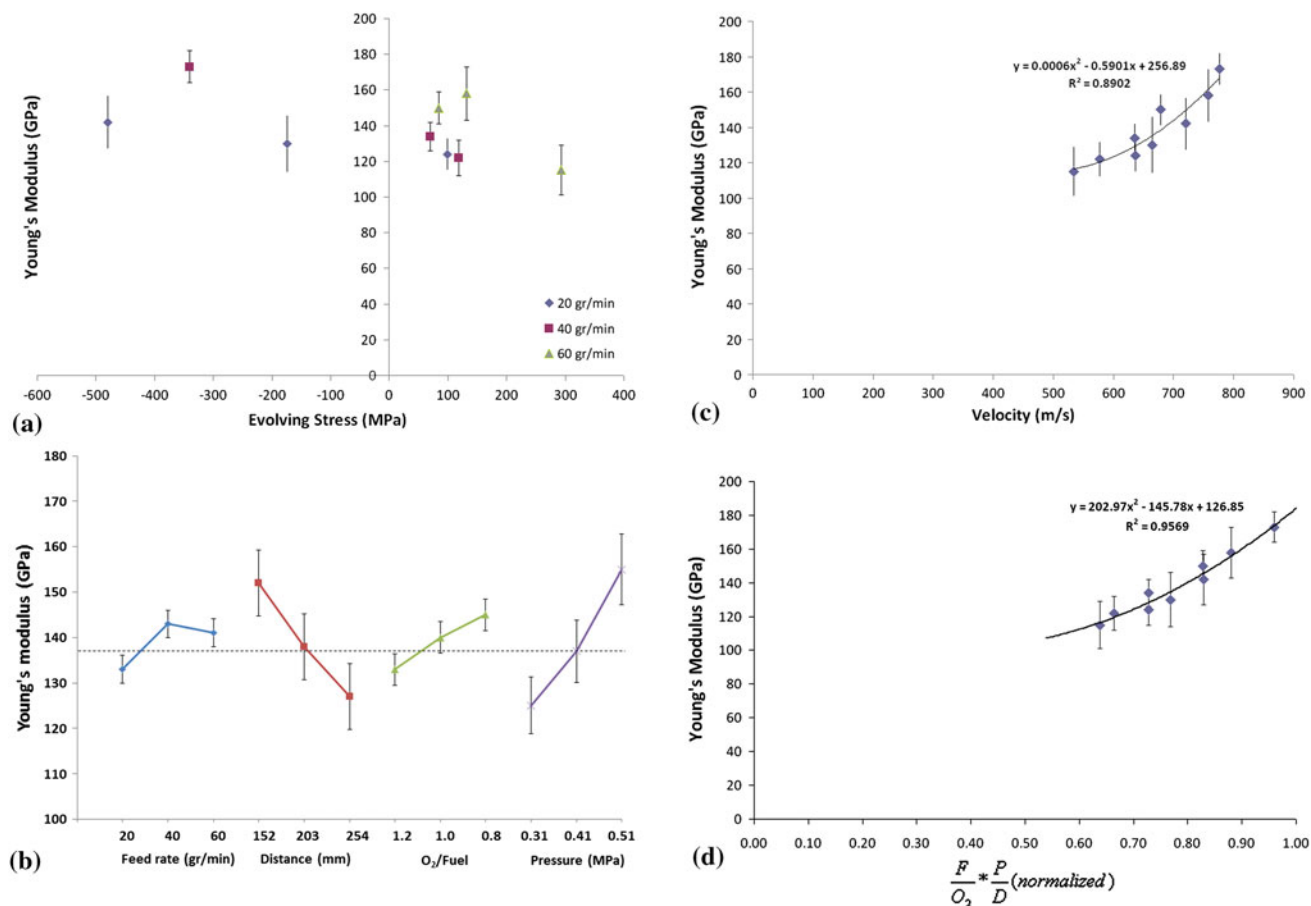 200
180
160
140
120
100
80
60
40
20
0
Young's Modulus (GPa)
20 gr/min
40 gr/min
60 gr/min
-600 -500 -400 -300 -200 -100 0 100 200 300 400
Evolving Stress (MPa)
(a)
200
180
160
140
120
100
80
60
40
20
0
Young's Modulus (GPa)
y = 0.0006x² - 0.5901x + 256.89
R² = 0.8902
0 100 200 300 400 500 600 700 800 900
Velocity (m/s)
(c)
180
170
160
150
140
130
120
110
100
Young's modulus (GPa)
20 40 60 152 203 254 1.2 1.0 0.8 0.31 0.41 0.51
Feed rate (gr/min) Distance (mm) O₂/Fuel Pressure (MPa)
(b)
200
180
160
140
120
100
80
60
40
20
0
Young's Modulus (GPa)
y = 202.97x² - 145.78x + 126.85
R² = 0.9569
0.00 0.10 0.20 0.30 0.40 0.50 0.60 0.70 0.80 0.90 1.00
F/O₃ * P/D (normalized)
(d)